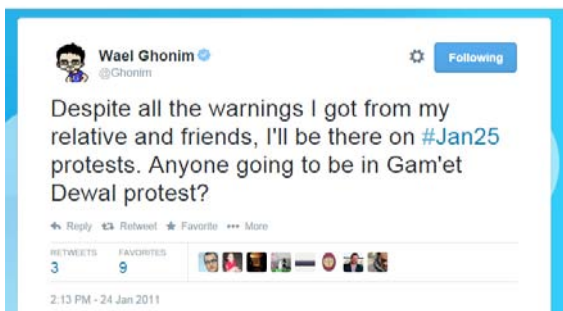 Wael Ghonim
@Ghonim
Following
Despite all the warnings I got from my
relative and friends, I'll be there on #Jan25
protests. Anyone going to be in Gam'et
Dewal protest?
Reply Retweet Favorite More
RETWEETS FAVORITES
3 9
2:13 PM - 24 Jan 2011